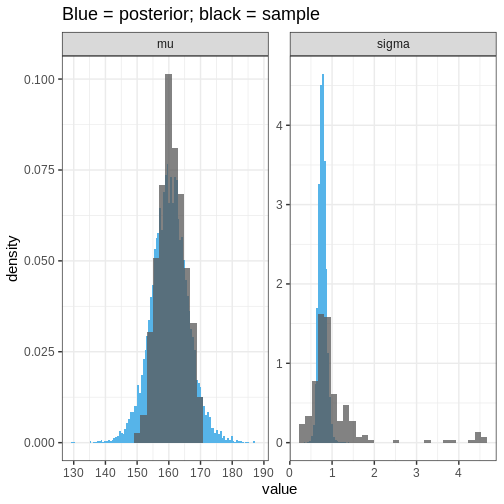 Blue = posterior; black = sample
mu
sigma
0.100
0.075
0.050
0.025
0.000
4
3
2
1
0
density
130 140 150 160 170 180 190
0 1 2 3 4
value